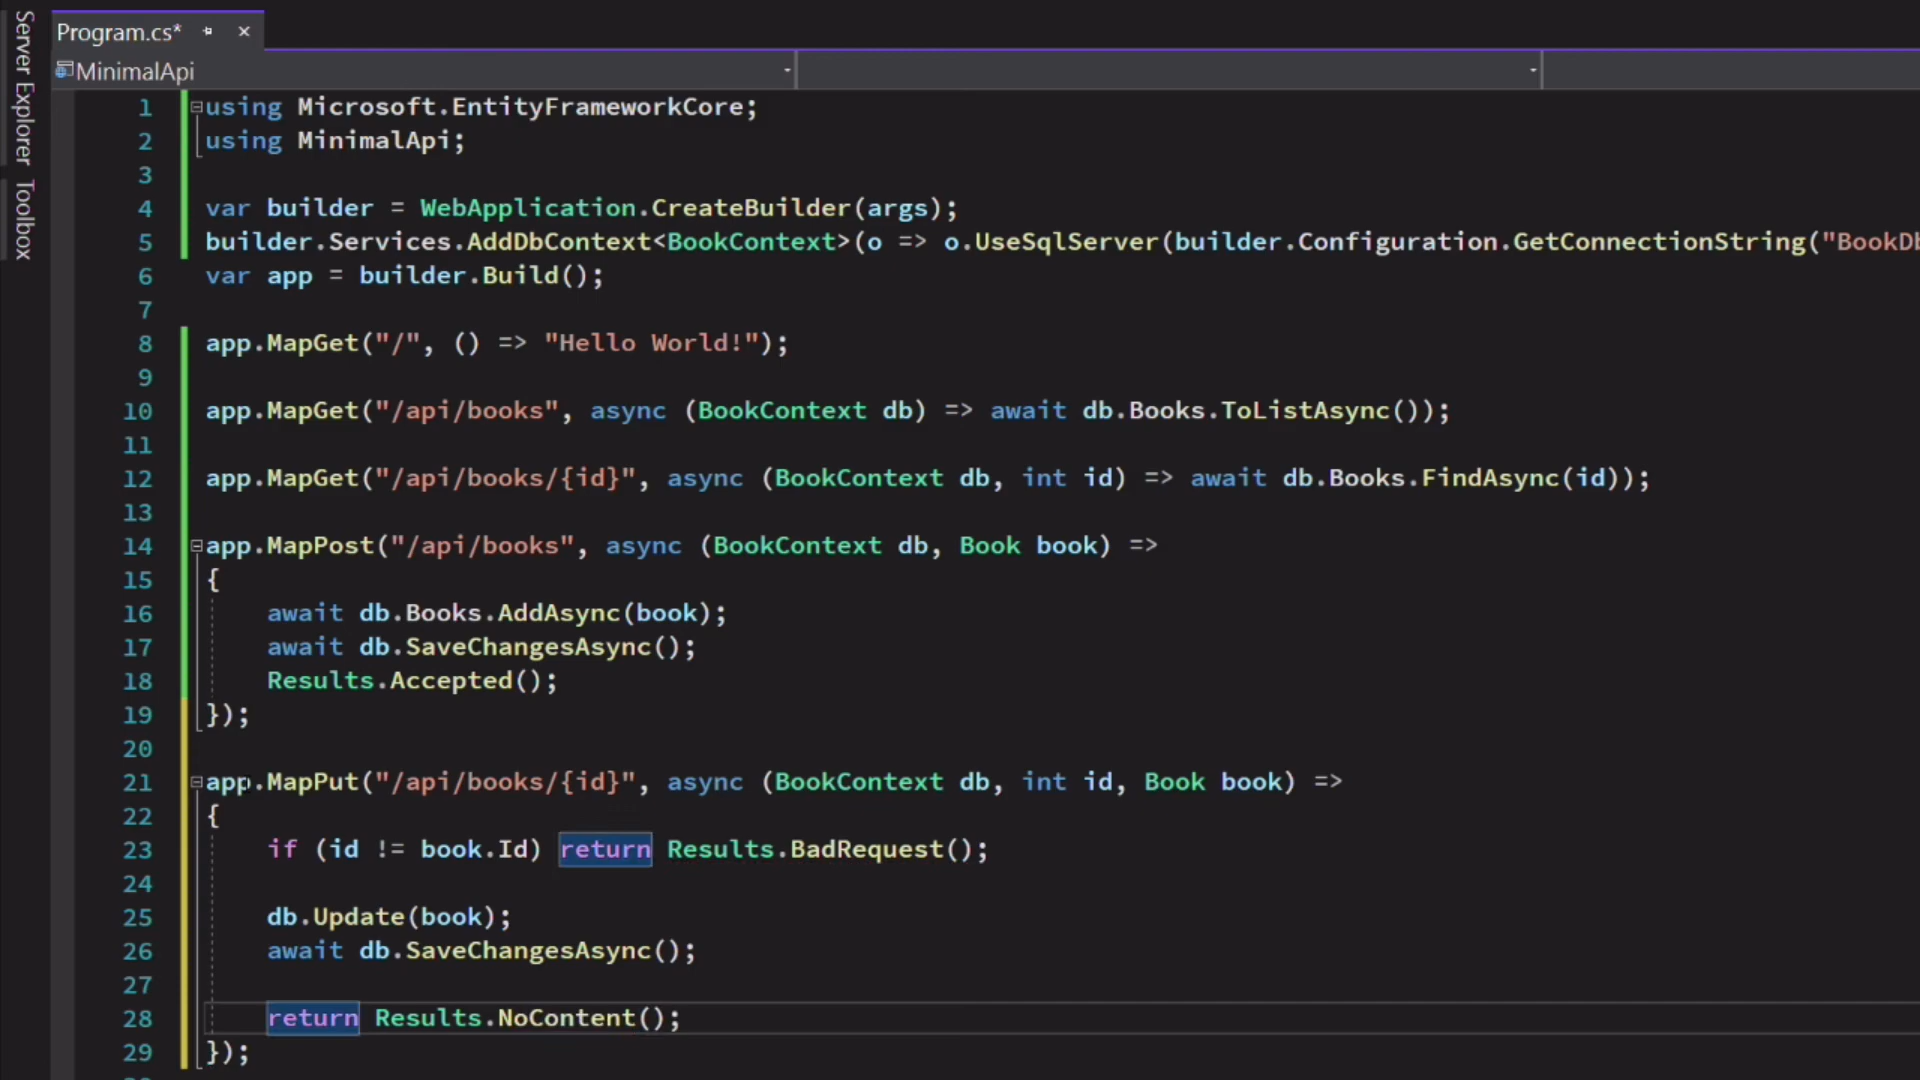 Server Explorer
Toolbox
Program.cs*
MinimalApi
1 using Microsoft.EntityFrameworkCore;
2 using MinimalApi;
3
4 var builder = WebApplication.CreateBuilder(args);
5 builder.Services.AddDbContext<BookContext>(o => o.UseSqlServer(builder.Configuration.GetConnectionString("BookDb
6 var app = builder.Build();
7
8 app.MapGet("/", () => "Hello World!");
9
10 app.MapGet("/api/books", async (BookContext db) => await db.Books.ToListAsync());
11
12 app.MapGet("/api/books/{id}", async (BookContext db, int id) => await db.Books.FindAsync(id));
13
14 app.MapPost("/api/books", async (BookContext db, Book book) =>
15 {
16     await db.Books.AddAsync(book);
17     await db.SaveChangesAsync();
18     Results.Accepted();
19 });
20
21 app.MapPut("/api/books/{id}", async (BookContext db, int id, Book book) =>
22 {
23     if (id != book.Id) return Results.BadRequest();
24
25     db.Update(book);
26     await db.SaveChangesAsync();
27
28     return Results.NoContent();
29 });